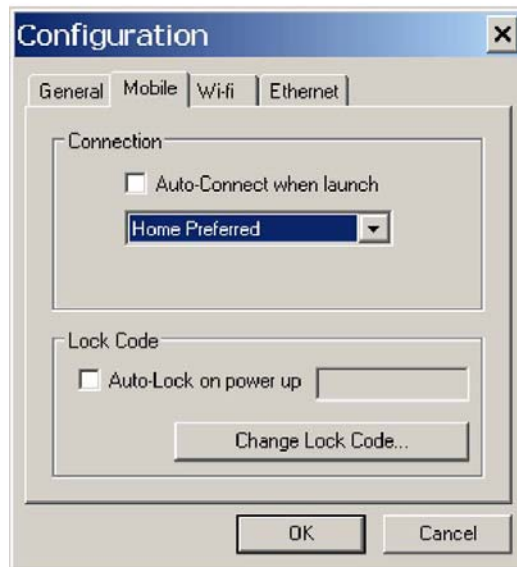 Configuration
General Mobile Wi-fi Ethernet
Connection
Auto-Connect when launch
Home Preferred
Lock Code
Auto-Lock on power up
Change Lock Code...
OK Cancel